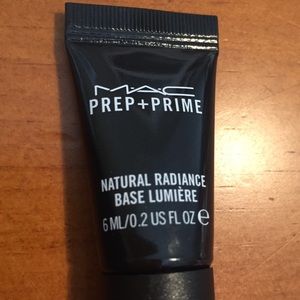 M·A·C
PREP+PRIME
NATURAL RADIANCE
BASE LUMIÈRE
6 ML/0.2 US FL OZ ℮